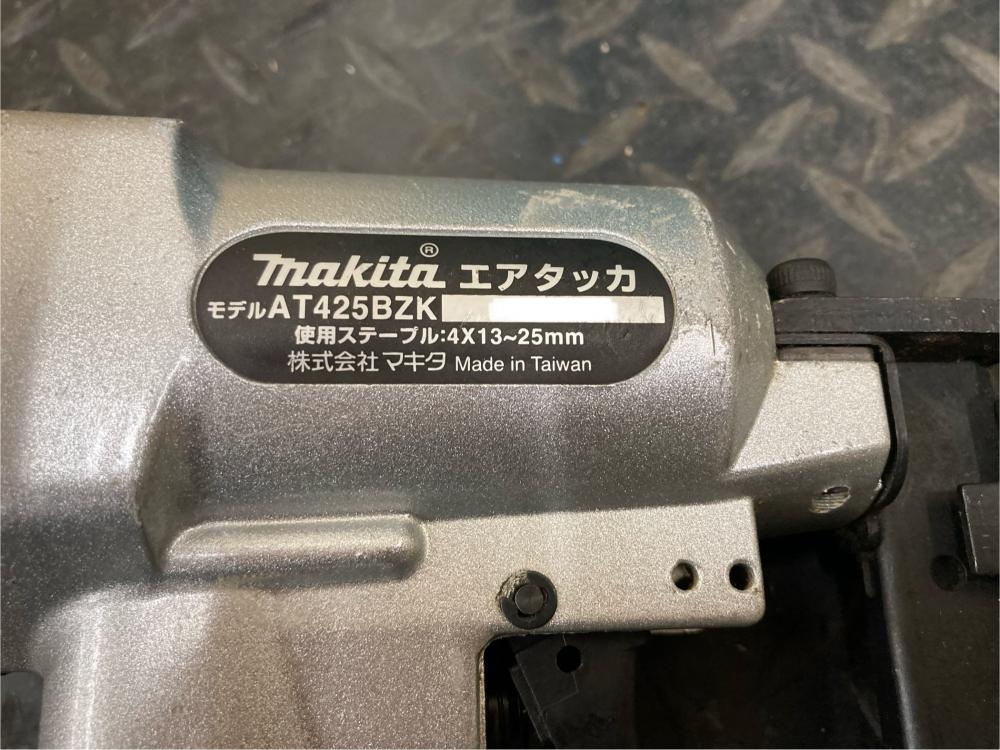 makita® エアタッカ
モデルAT425BZK
使用ステープル:4X13~25mm
株式会社 マキタ Made in Taiwan